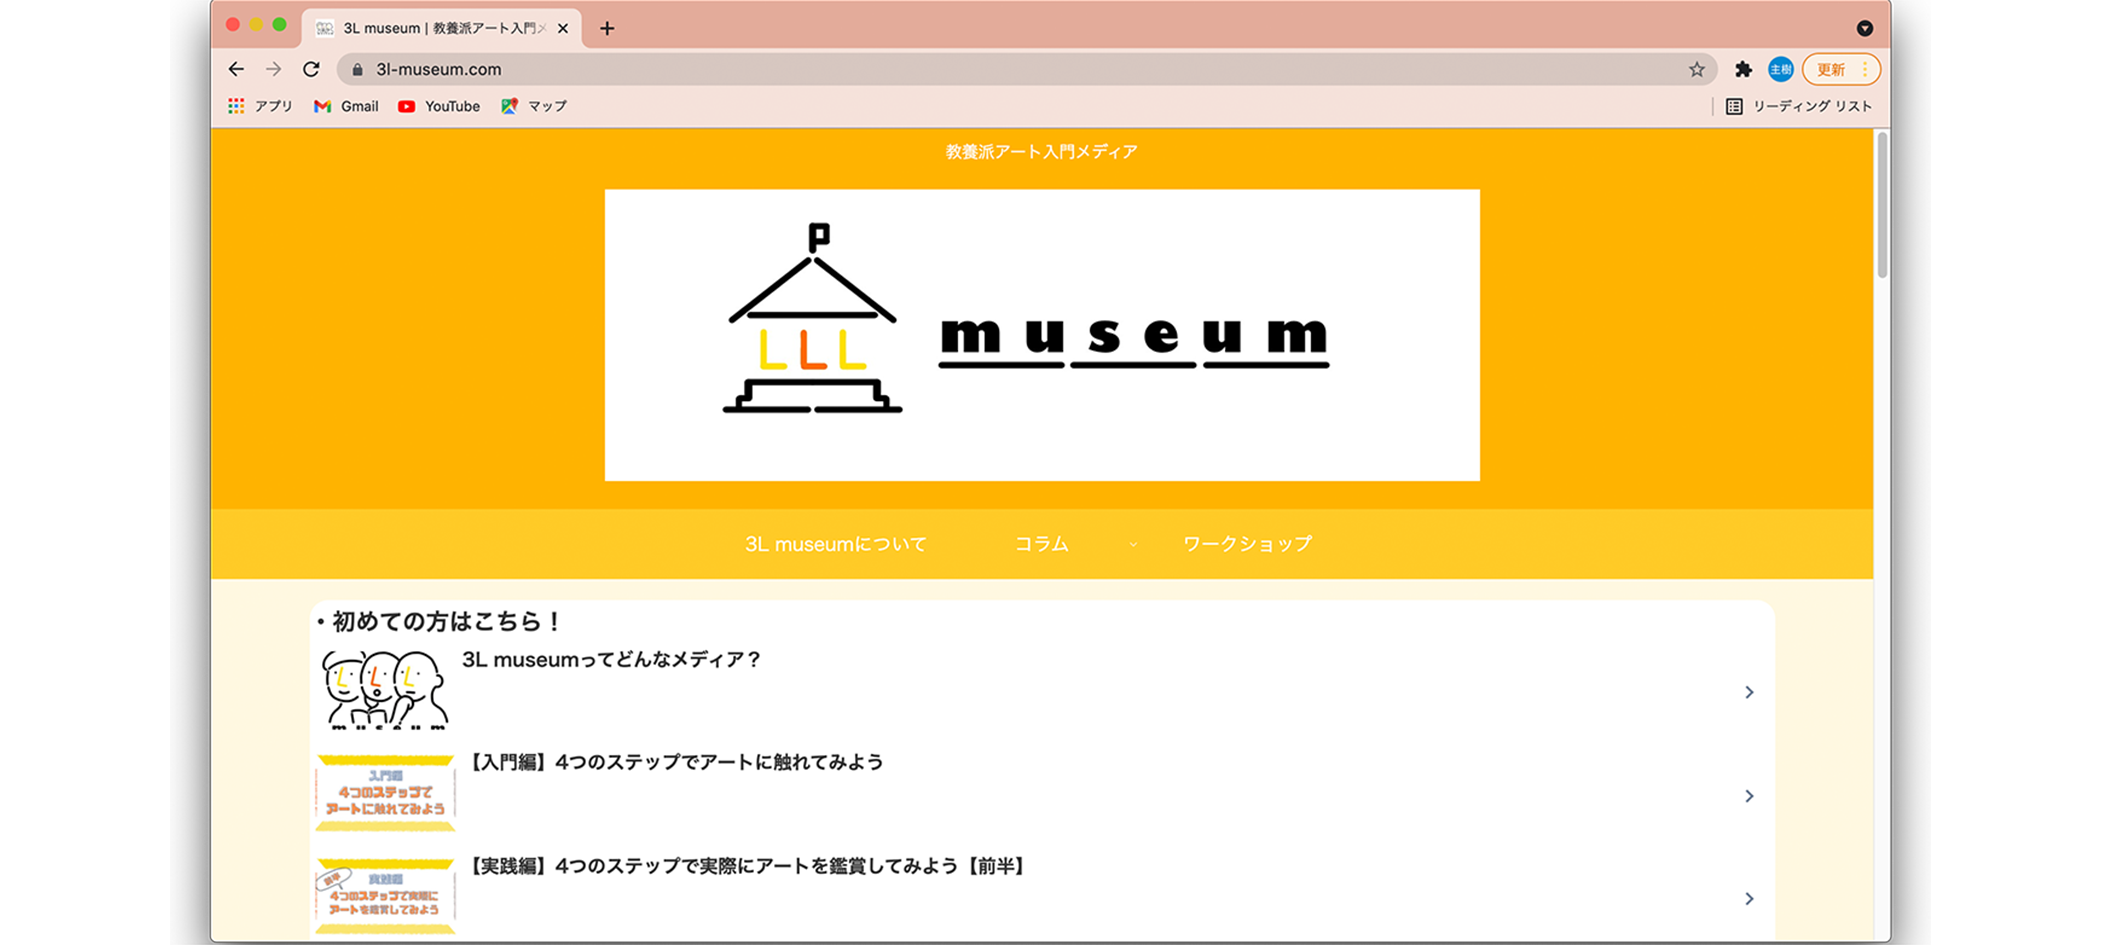 3L museum | 教養派アート入門メ
3l-museum.com
主樹
更新
アプリ
Gmail
YouTube
マップ
リーディング リスト
教養派アート入門メディア
LLL museum
3L museumについて
コラム
ワークショップ
・初めての方はこちら！
3L museumってどんなメディア？
L L L
museum
【入門編】4つのステップでアートに触れてみよう
入門編
4つのステップで
アートに触れてみよう
【実践編】4つのステップで実際にアートを鑑賞してみよう【前半】
前半
実践編
4つのステップで実際に
アートを鑑賞してみよう